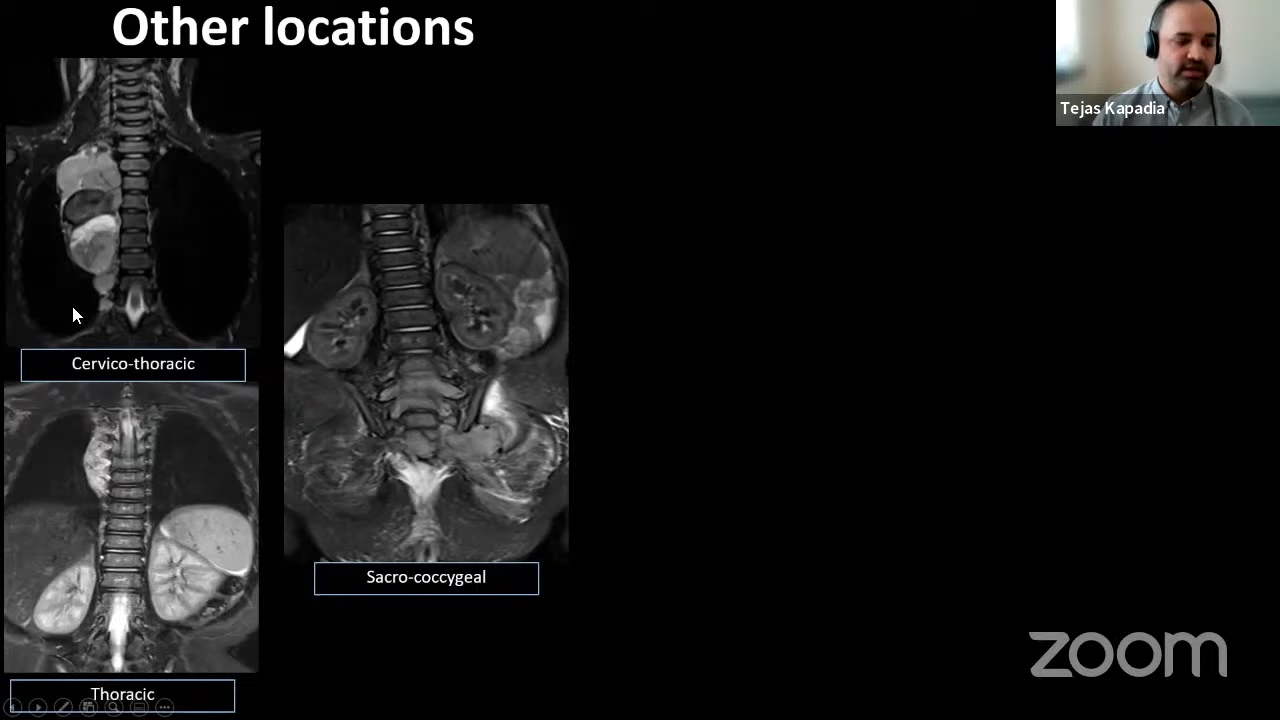 Other locations
Tejas Kapadia
Cervico-thoracic
Sacro-coccygeal
Thoracic
zoom